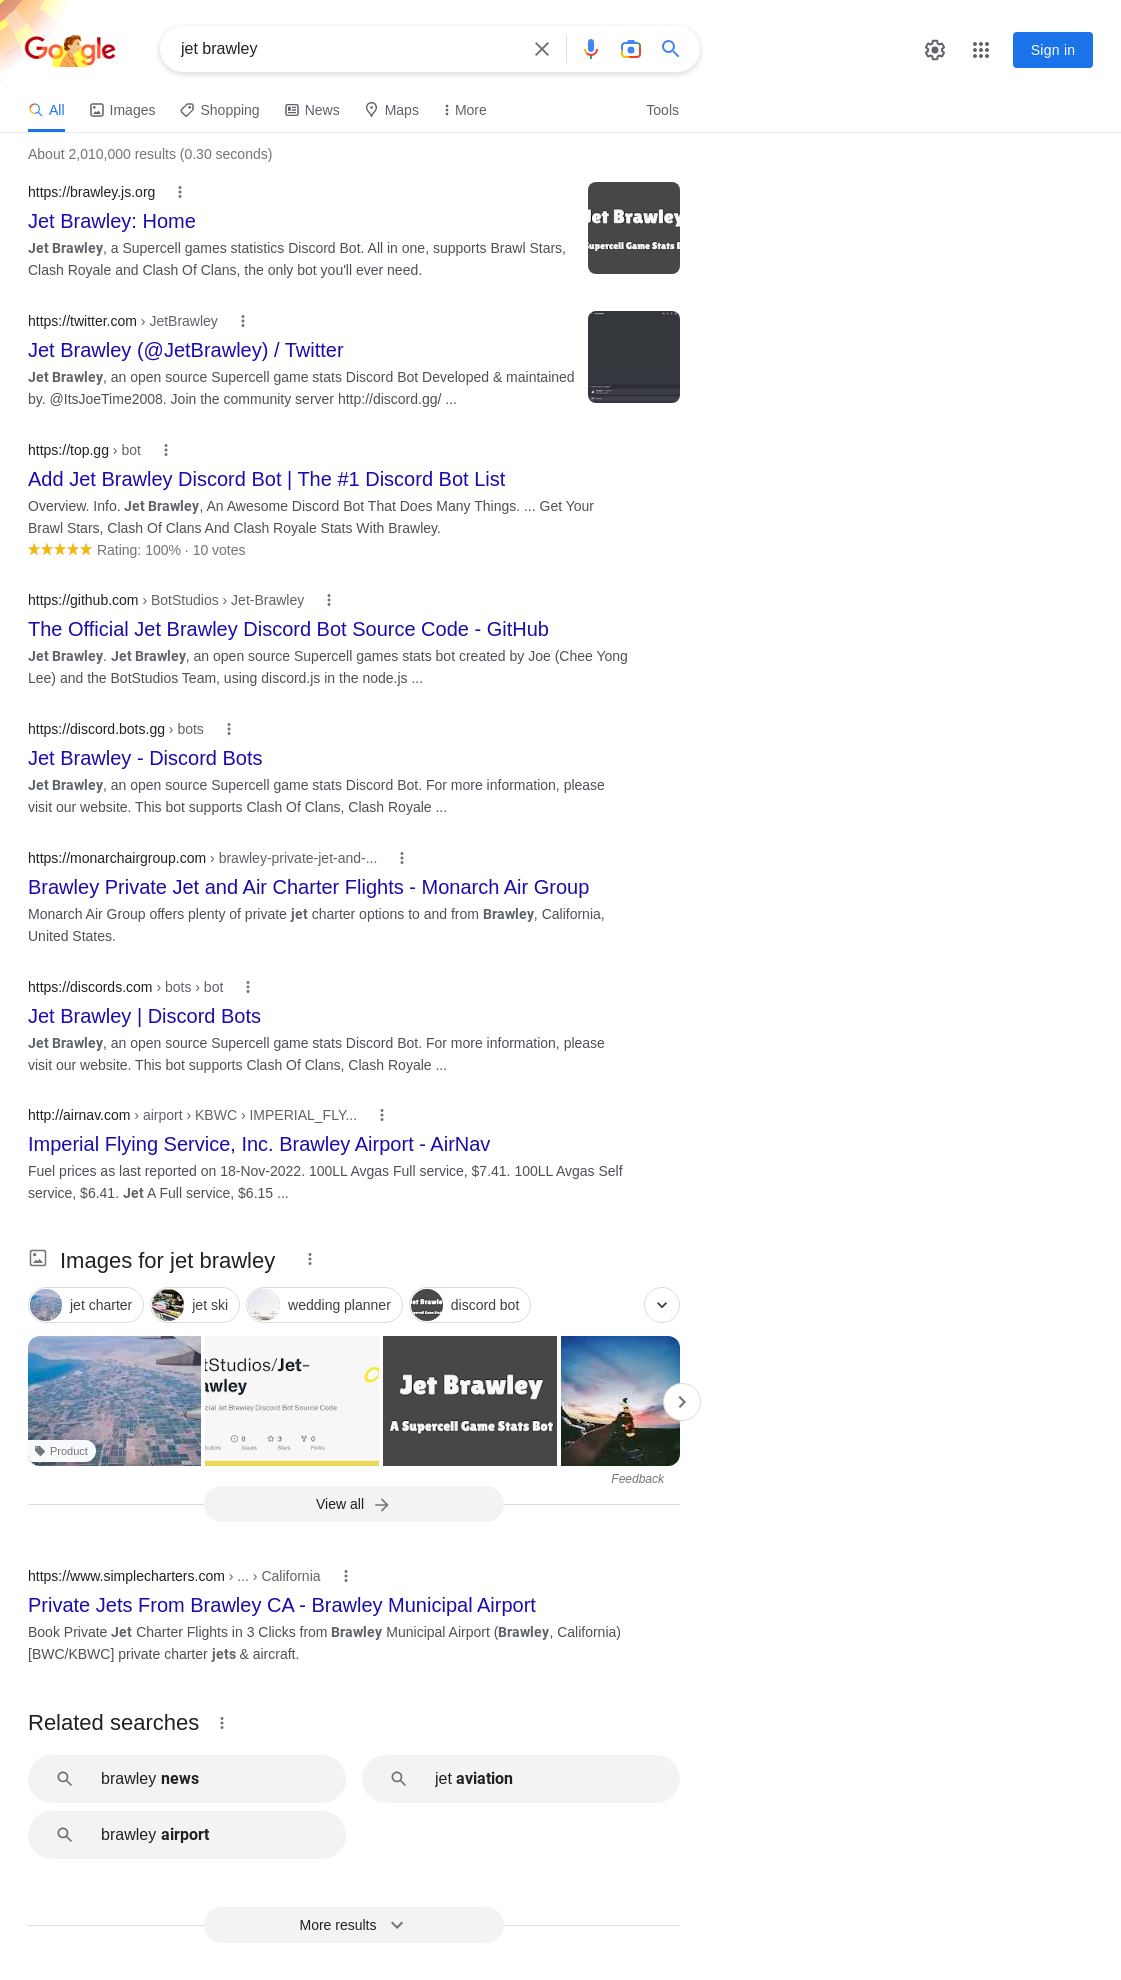 Google
jet brawley
Sign in
All
Images
Shopping
News
Maps
More
Tools
About 2,010,000 results (0.30 seconds)
https://brawley.js.org
Jet Brawley: Home
Jet Brawley, a Supercell games statistics Discord Bot. All in one, supports Brawl Stars,
Clash Royale and Clash Of Clans, the only bot you'll ever need.
Jet Brawley
Supercell Game Stats B
https://twitter.com › JetBrawley
Jet Brawley (@JetBrawley) / Twitter
Jet Brawley, an open source Supercell game stats Discord Bot Developed & maintained
by. @ItsJoeTime2008. Join the community server http://discord.gg/ ...
https://top.gg › bot
Add Jet Brawley Discord Bot | The #1 Discord Bot List
Overview. Info. Jet Brawley, An Awesome Discord Bot That Does Many Things. ... Get Your
Brawl Stars, Clash Of Clans And Clash Royale Stats With Brawley.
Rating: 100% · 10 votes
https://github.com › BotStudios › Jet-Brawley
The Official Jet Brawley Discord Bot Source Code - GitHub
Jet Brawley. Jet Brawley, an open source Supercell games stats bot created by Joe (Chee Yong
Lee) and the BotStudios Team, using discord.js in the node.js ...
https://discord.bots.gg › bots
Jet Brawley - Discord Bots
Jet Brawley, an open source Supercell game stats Discord Bot. For more information, please
visit our website. This bot supports Clash Of Clans, Clash Royale ...
https://monarchairgroup.com › brawley-private-jet-and-...
Brawley Private Jet and Air Charter Flights - Monarch Air Group
Monarch Air Group offers plenty of private jet charter options to and from Brawley, California,
United States.
https://discords.com › bots › bot
Jet Brawley | Discord Bots
Jet Brawley, an open source Supercell game stats Discord Bot. For more information, please
visit our website. This bot supports Clash Of Clans, Clash Royale ...
http://airnav.com › airport › KBWC › IMPERIAL_FLY...
Imperial Flying Service, Inc. Brawley Airport - AirNav
Fuel prices as last reported on 18-Nov-2022. 100LL Avgas Full service, $7.41. 100LL Avgas Self
service, $6.41. Jet A Full service, $6.15 ...
Images for jet brawley
jet charter
jet ski
wedding planner
discord bot
Product
tStudios/Jet-
awley
cial Jet Brawley Discord Bot Source Code
0
3
0
Issues
Stars
Forks
Jet Brawley
A Supercell Game Stats Bot
Feedback
View all
https://www.simplecharters.com › ... › California
Private Jets From Brawley CA - Brawley Municipal Airport
Book Private Jet Charter Flights in 3 Clicks from Brawley Municipal Airport (Brawley, California)
[BWC/KBWC] private charter jets & aircraft.
Related searches
brawley news
jet aviation
brawley airport
More results